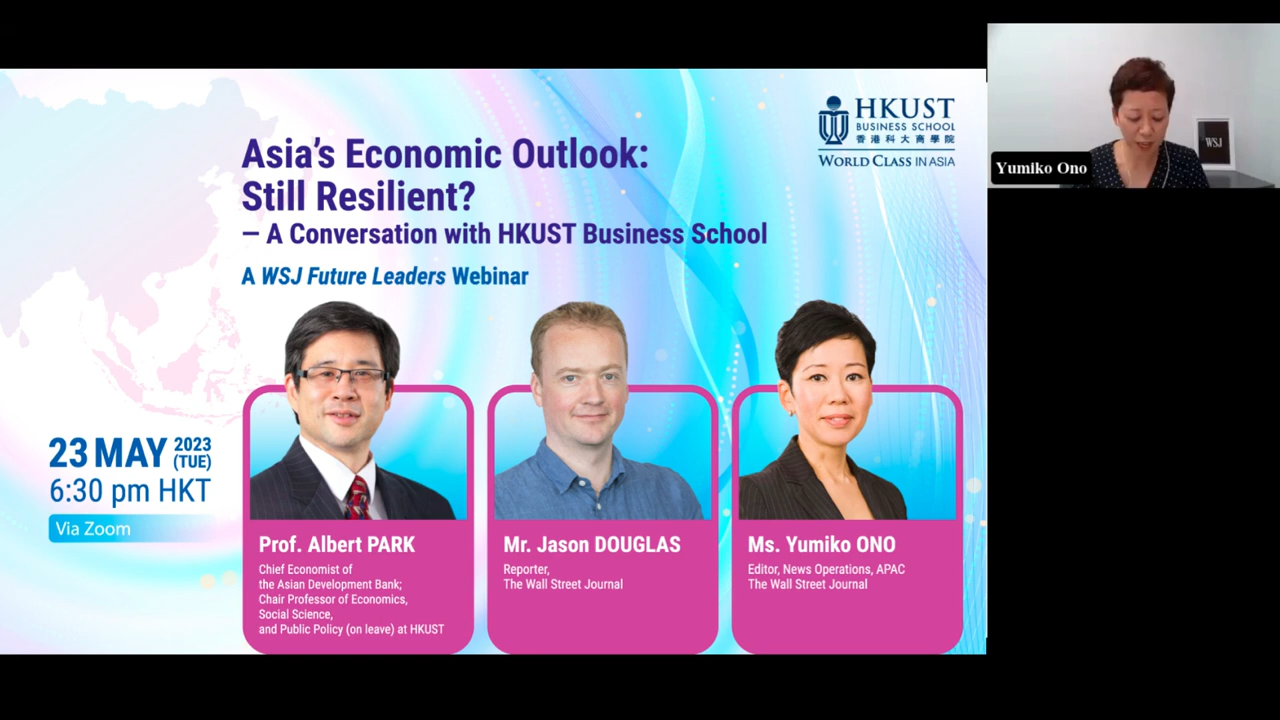 HKUST
BUSINESS SCHOOL
香港科大商學院
WORLD CLASS IN ASIA
Asia's Economic Outlook:
Still Resilient?
– A Conversation with HKUST Business School
A WSJ Future Leaders Webinar
23 MAY 2023 (TUE)
6:30 pm HKT
Via Zoom
Prof. Albert PARK
Chief Economist of
the Asian Development Bank;
Chair Professor of Economics,
Social Science,
and Public Policy (on leave) at HKUST
Mr. Jason DOUGLAS
Reporter,
The Wall Street Journal
Ms. Yumiko ONO
Editor, News Operations, APAC
The Wall Street Journal
WSJ
Yumiko Ono